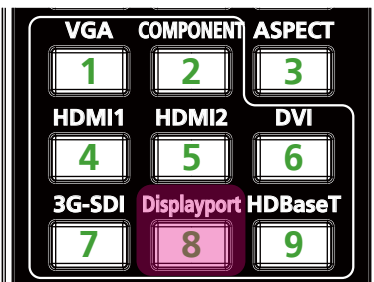 VGA COMPONENT ASPECT
1 2 3
HDMI1 HDMI2 DVI
4 5 6
3G-SDI Displayport HDBaseT
7 8 9